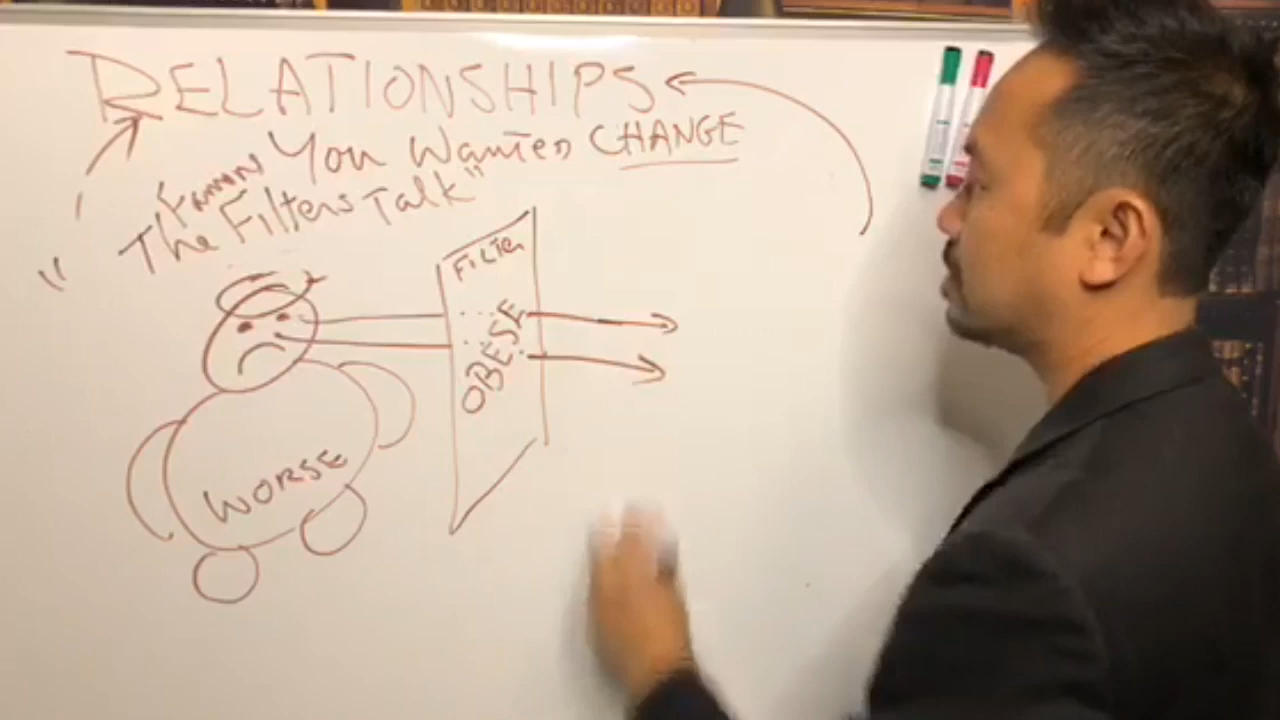 RELATIONSHIPS
You Wanted CHANGE
"The Filters Talk"
Filter
OBESE
WORSE